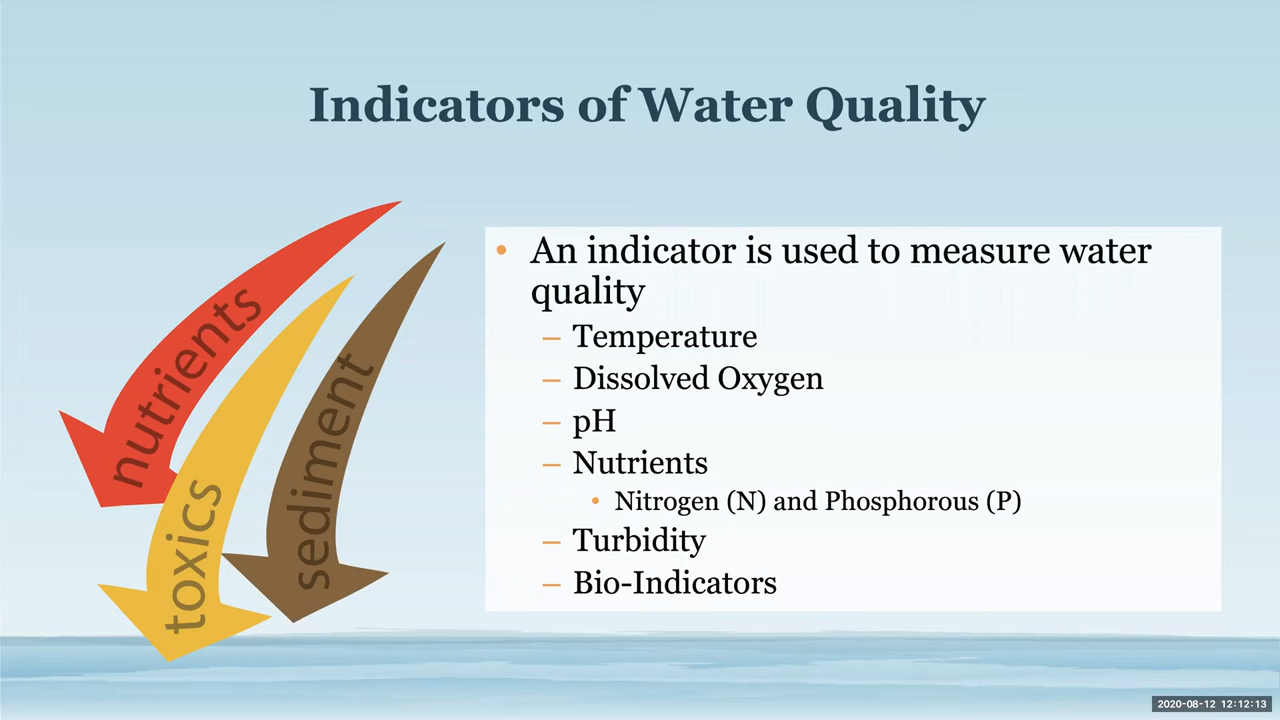 Indicators of Water Quality
nutrients
toxics
sediment
• An indicator is used to measure water
quality
– Temperature
– Dissolved Oxygen
– pH
– Nutrients
• Nitrogen (N) and Phosphorous (P)
– Turbidity
– Bio-Indicators
2020-08-12 12:12:13